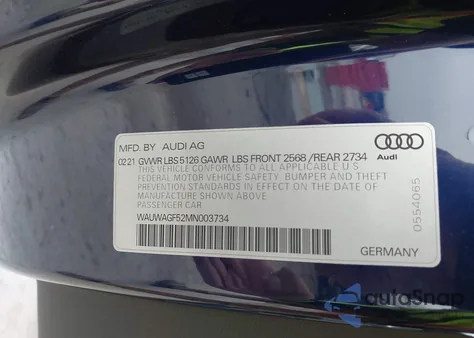 MFD. BY AUDI AG
0221 GVWR LBS 5126 GAWR LBS FRONT 2568 /REAR 2734
THIS VEHICLE CONFORMS TO ALL APPLICABLE U.S
FEDERAL MOTOR VEHICLE SAFETY, BUMPER AND THEFT
PREVENTION STANDARDS IN EFFECT ON THE DATE OF
MANUFACTURE SHOWN ABOVE
PASSENGER CAR
WAUWAGF52MN003734
GERMANY
Audi
0554065
autoSnap